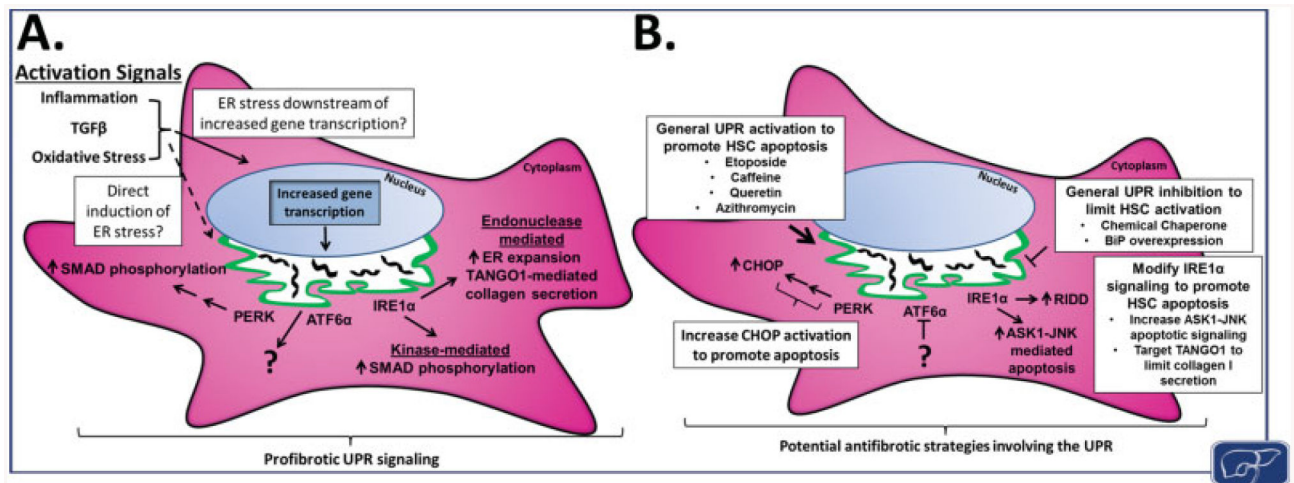 A.
Activation Signals
Inflammation
TGFβ
Oxidative Stress
ER stress downstream of
increased gene transcription?
Direct
induction of
ER stress?
Nucleus
Cytoplasm
Increased gene
transcription
↑ SMAD phosphorylation
PERK
ATF6α
?
IRE1α
Endonuclease
mediated
↑ ER expansion
TANGO1-mediated
collagen secretion
Kinase-mediated
↑ SMAD phosphorylation
Profibrotic UPR signaling
B.
General UPR activation to
promote HSC apoptosis
• Etoposide
• Caffeine
• Queretin
• Azithromycin
Nucleus
Cytoplasm
General UPR inhibition to
limit HSC activation
• Chemical Chaperone
• BiP overexpression
↑ CHOP
PERK
Increase CHOP activation
to promote apoptosis
ATF6α
?
IRE1α
↑ RIDD
↑ ASK1-JNK
mediated
apoptosis
Modify IRE1α
signaling to promote
HSC apoptosis
• Increase ASK1-JNK
apoptotic signaling
• Target TANGO1 to
limit collagen I
secretion
Potential antifibrotic strategies involving the UPR